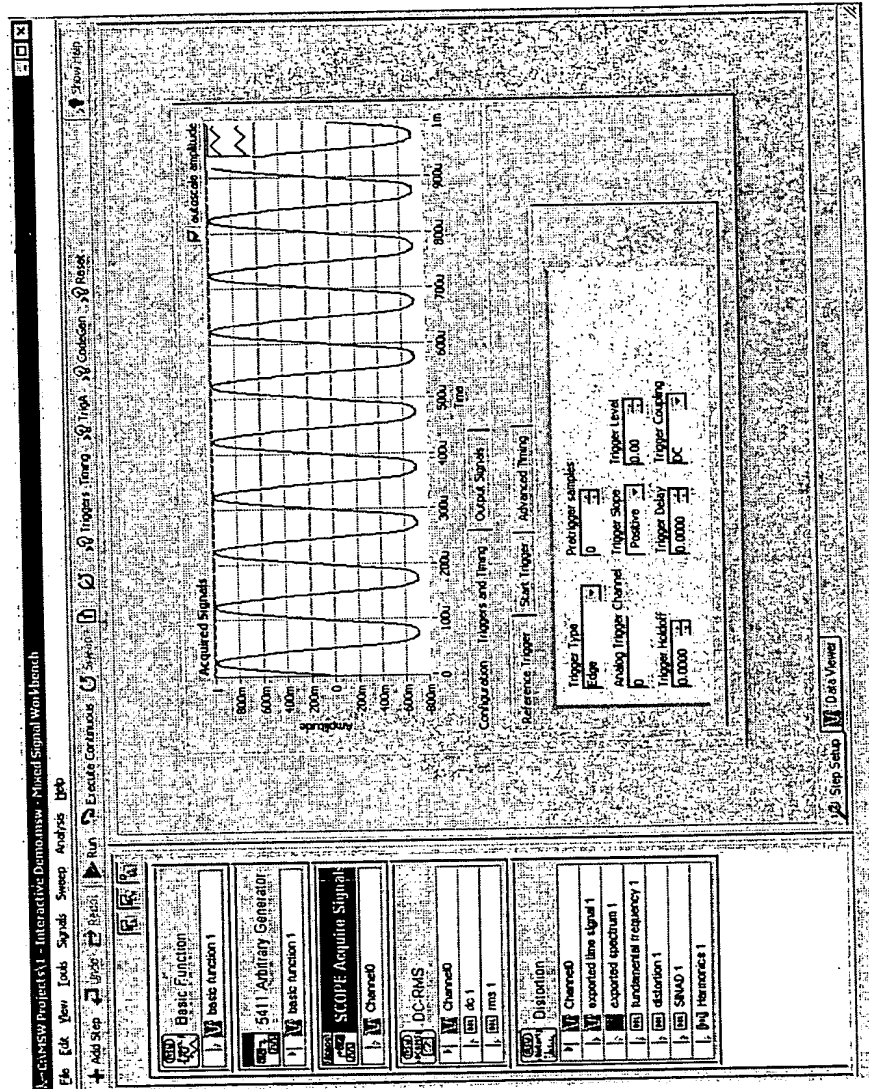 C:\MSW Projects\1 - Interactive Demo.msw - Mixed Signal Workbench
File Edit View Tools Signals Sweep Analysis Help
Add Step Undo Redo Run Execute Continuous Triggers Timing TrigA CodeGen Reset Show Help
Basic Function
basic function 1
5411 Arbitrary Generator
basic function 1
SCOPE Acquire Signal
Channel0
DC-RMS
Channel0
dc 1
rms 1
Distortion
Channel0
exported time signal 1
exported spectrum 1
fundamental frequency 1
distortion 1
SINAD 1
Harmonics 1
Acquired Signals
autoscale amplitude
1
800m
600m
400m
200m
0
-400m
-600m
-800m
Amplitude
0 100u 200u 300u 400u 500u 600u 700u 800u 900u 1m
Time
Configuration Triggers and Timing Output Signals
Reference Trigger Start Trigger Advanced Timing
Trigger Type Pretrigger samples
Edge 0
Analog Trigger Channel Trigger Slope Trigger Level
0 Positive 0.00
Trigger Holdoff Trigger Delay Trigger Coupling
0.0000 0.0000 DC
Step Setup Data Viewer